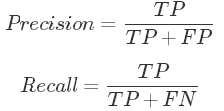 Precision = TP / (TP + FP)
Recall = TP / (TP + FN)